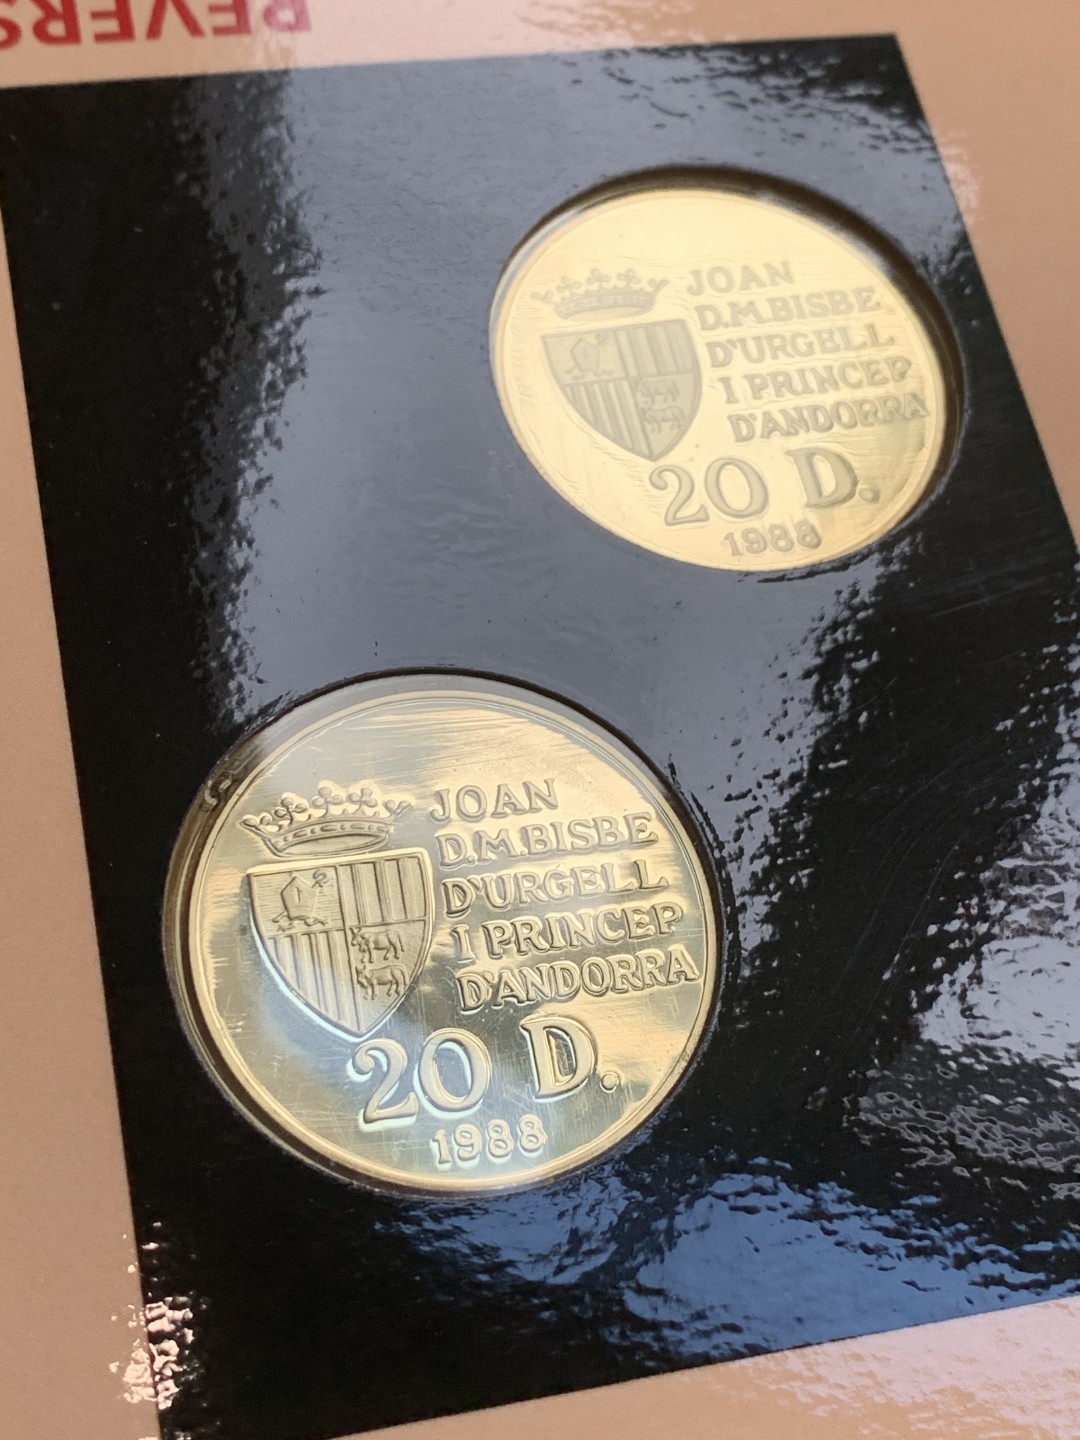 REVERS
JOAN
D.M.BISBE
D'URGELL
I PRINCEP
D'ANDORRA
20 D.
1988
JOAN
D.M.BISBE
D'URGELL
I PRINCEP
D'ANDORRA
20 D.
1988